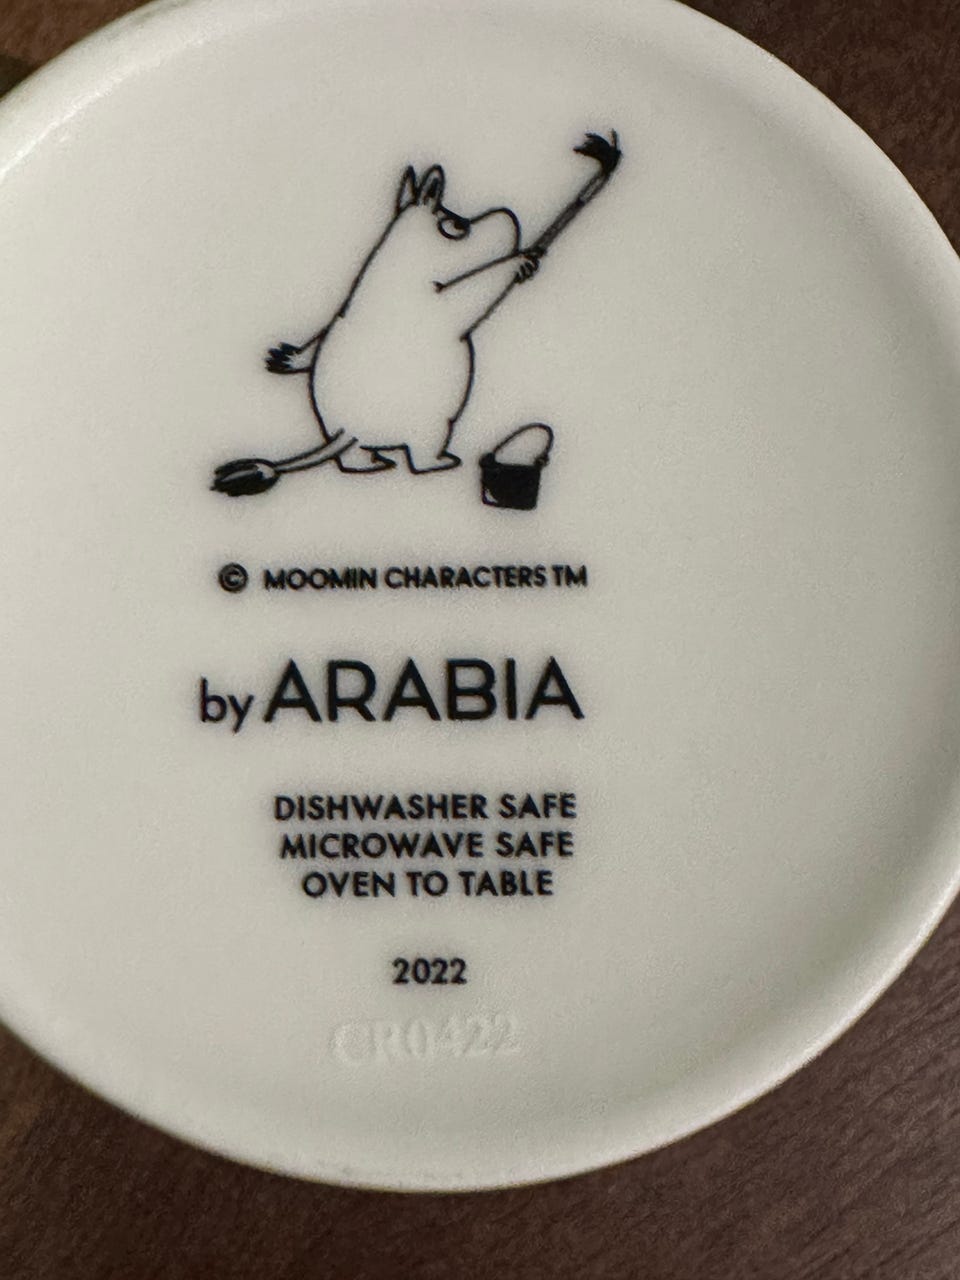 © MOOMIN CHARACTERS TM
by ARABIA
DISHWASHER SAFE
MICROWAVE SAFE
OVEN TO TABLE
2022
CR0422